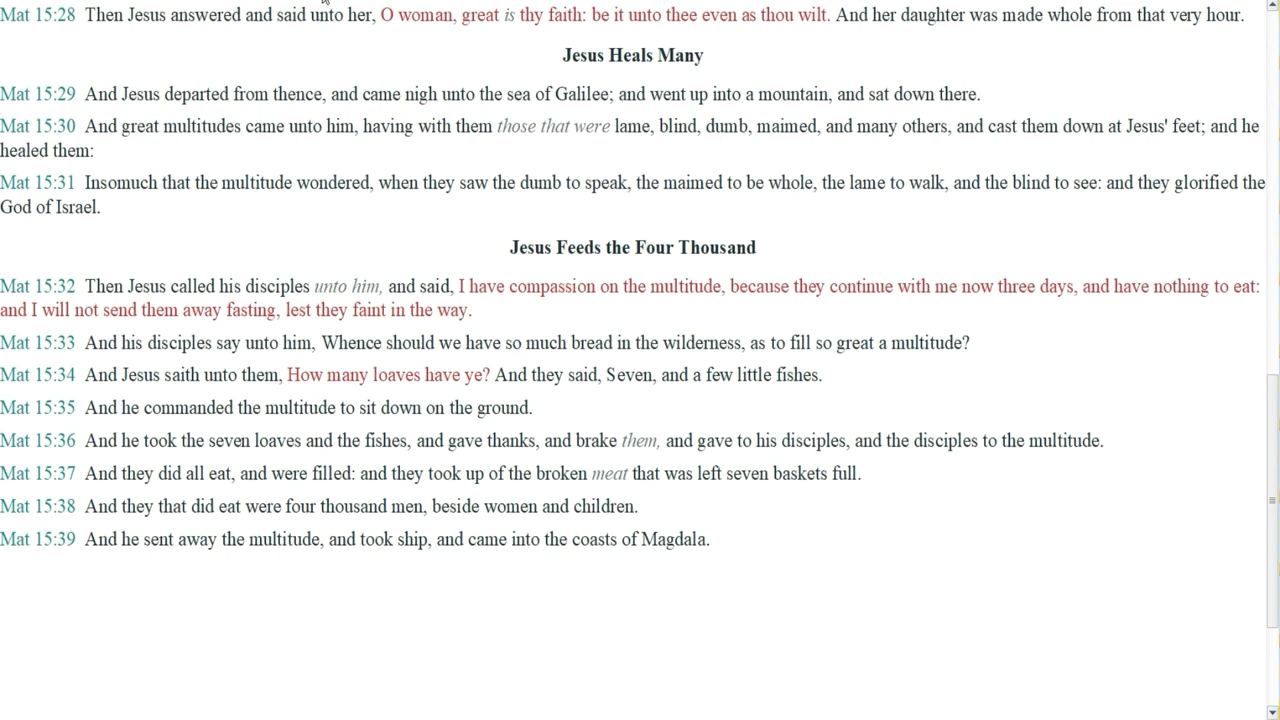 Mat 15:28 Then Jesus answered and said unto her, O woman, great is thy faith: be it unto thee even as thou wilt. And her daughter was made whole from that very hour.
Jesus Heals Many
Mat 15:29 And Jesus departed from thence, and came nigh unto the sea of Galilee; and went up into a mountain, and sat down there.
Mat 15:30 And great multitudes came unto him, having with them those that were lame, blind, dumb, maimed, and many others, and cast them down at Jesus' feet; and he
healed them:
Mat 15:31 Insomuch that the multitude wondered, when they saw the dumb to speak, the maimed to be whole, the lame to walk, and the blind to see: and they glorified the
God of Israel.
Jesus Feeds the Four Thousand
Mat 15:32 Then Jesus called his disciples unto him, and said, I have compassion on the multitude, because they continue with me now three days, and have nothing to eat:
and I will not send them away fasting, lest they faint in the way.
Mat 15:33 And his disciples say unto him, Whence should we have so much bread in the wilderness, as to fill so great a multitude?
Mat 15:34 And Jesus saith unto them, How many loaves have ye? And they said, Seven, and a few little fishes.
Mat 15:35 And he commanded the multitude to sit down on the ground.
Mat 15:36 And he took the seven loaves and the fishes, and gave thanks, and brake them, and gave to his disciples, and the disciples to the multitude.
Mat 15:37 And they did all eat, and were filled: and they took up of the broken meat that was left seven baskets full.
Mat 15:38 And they that did eat were four thousand men, beside women and children.
Mat 15:39 And he sent away the multitude, and took ship, and came into the coasts of Magdala.